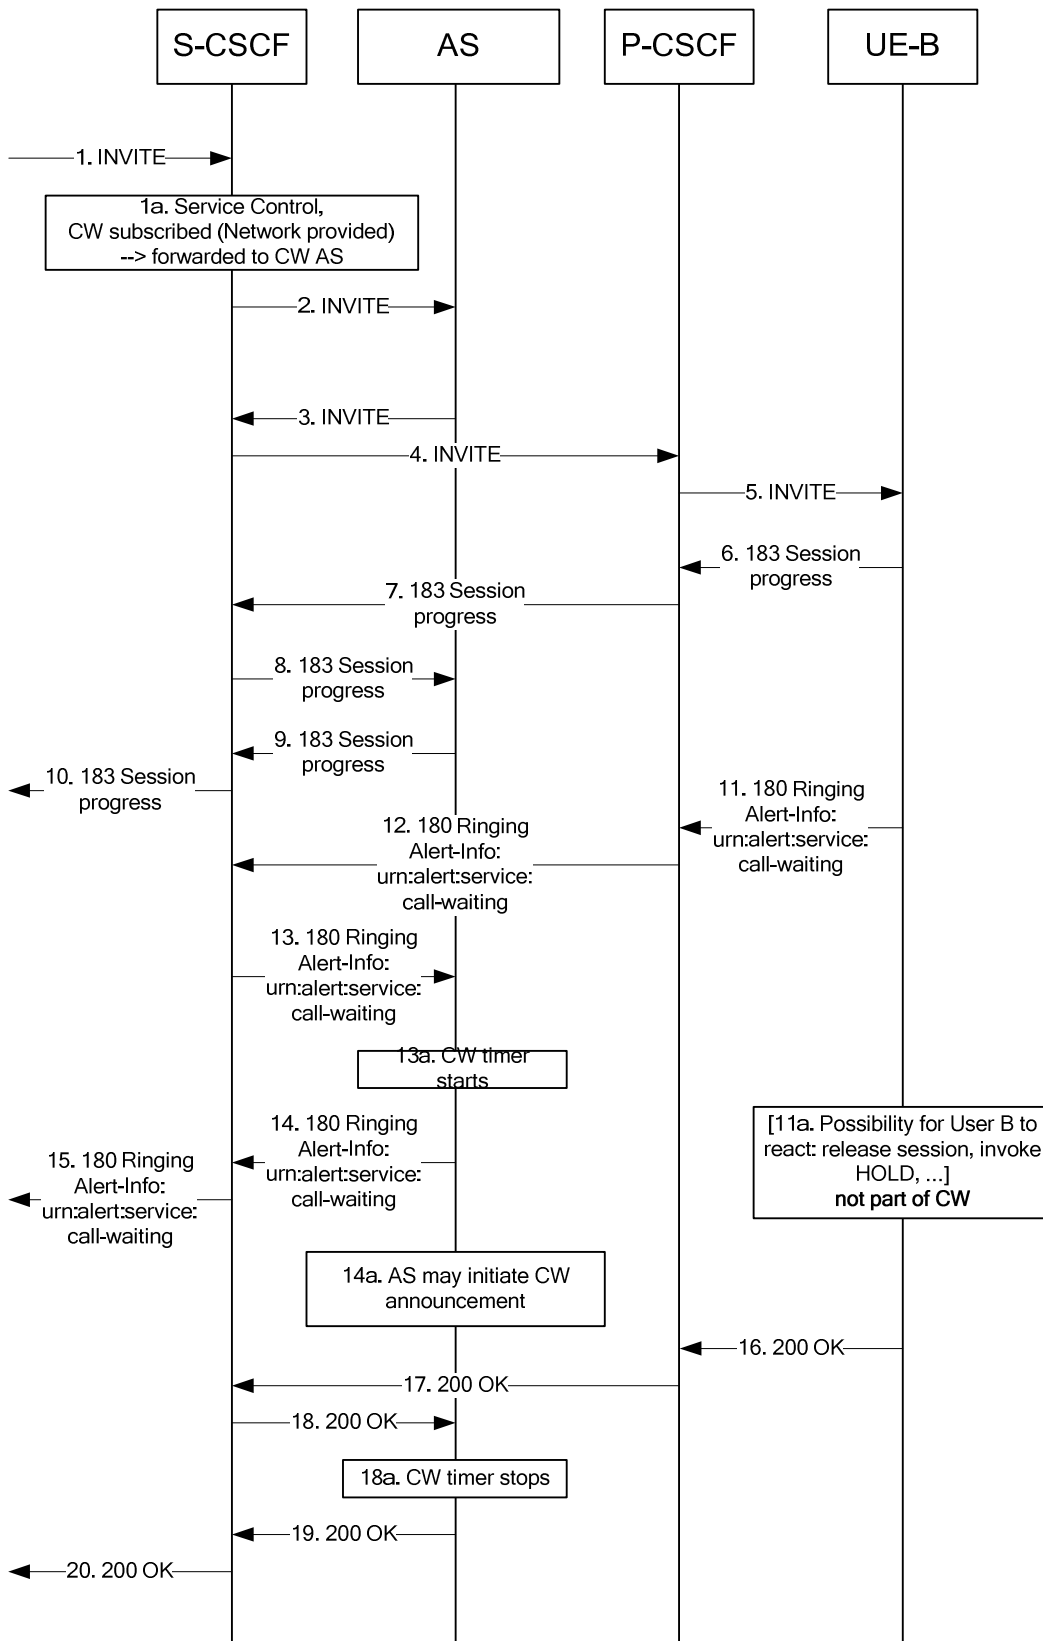 S-CSCF
AS
P-CSCF
UE-B
1. INVITE
1a. Service Control,
CW subscribed (Network provided)
--> forwarded to CW AS
2. INVITE
3. INVITE
4. INVITE
5. INVITE
6. 183 Session
progress
7. 183 Session
progress
8. 183 Session
progress
9. 183 Session
progress
10. 183 Session
progress
11. 180 Ringing
Alert-Info:
urn:alert:service:
call-waiting
12. 180 Ringing
Alert-Info:
urn:alert:service:
call-waiting
13. 180 Ringing
Alert-Info:
urn:alert:service:
call-waiting
13a. CW timer
starts
[11a. Possibility for User B to
react: release session, invoke
HOLD, ...]
not part of CW
14. 180 Ringing
Alert-Info:
urn:alert:service:
call-waiting
15. 180 Ringing
Alert-Info:
urn:alert:service:
call-waiting
14a. AS may initiate CW
announcement
16. 200 OK
17. 200 OK
18. 200 OK
18a. CW timer stops
19. 200 OK
20. 200 OK